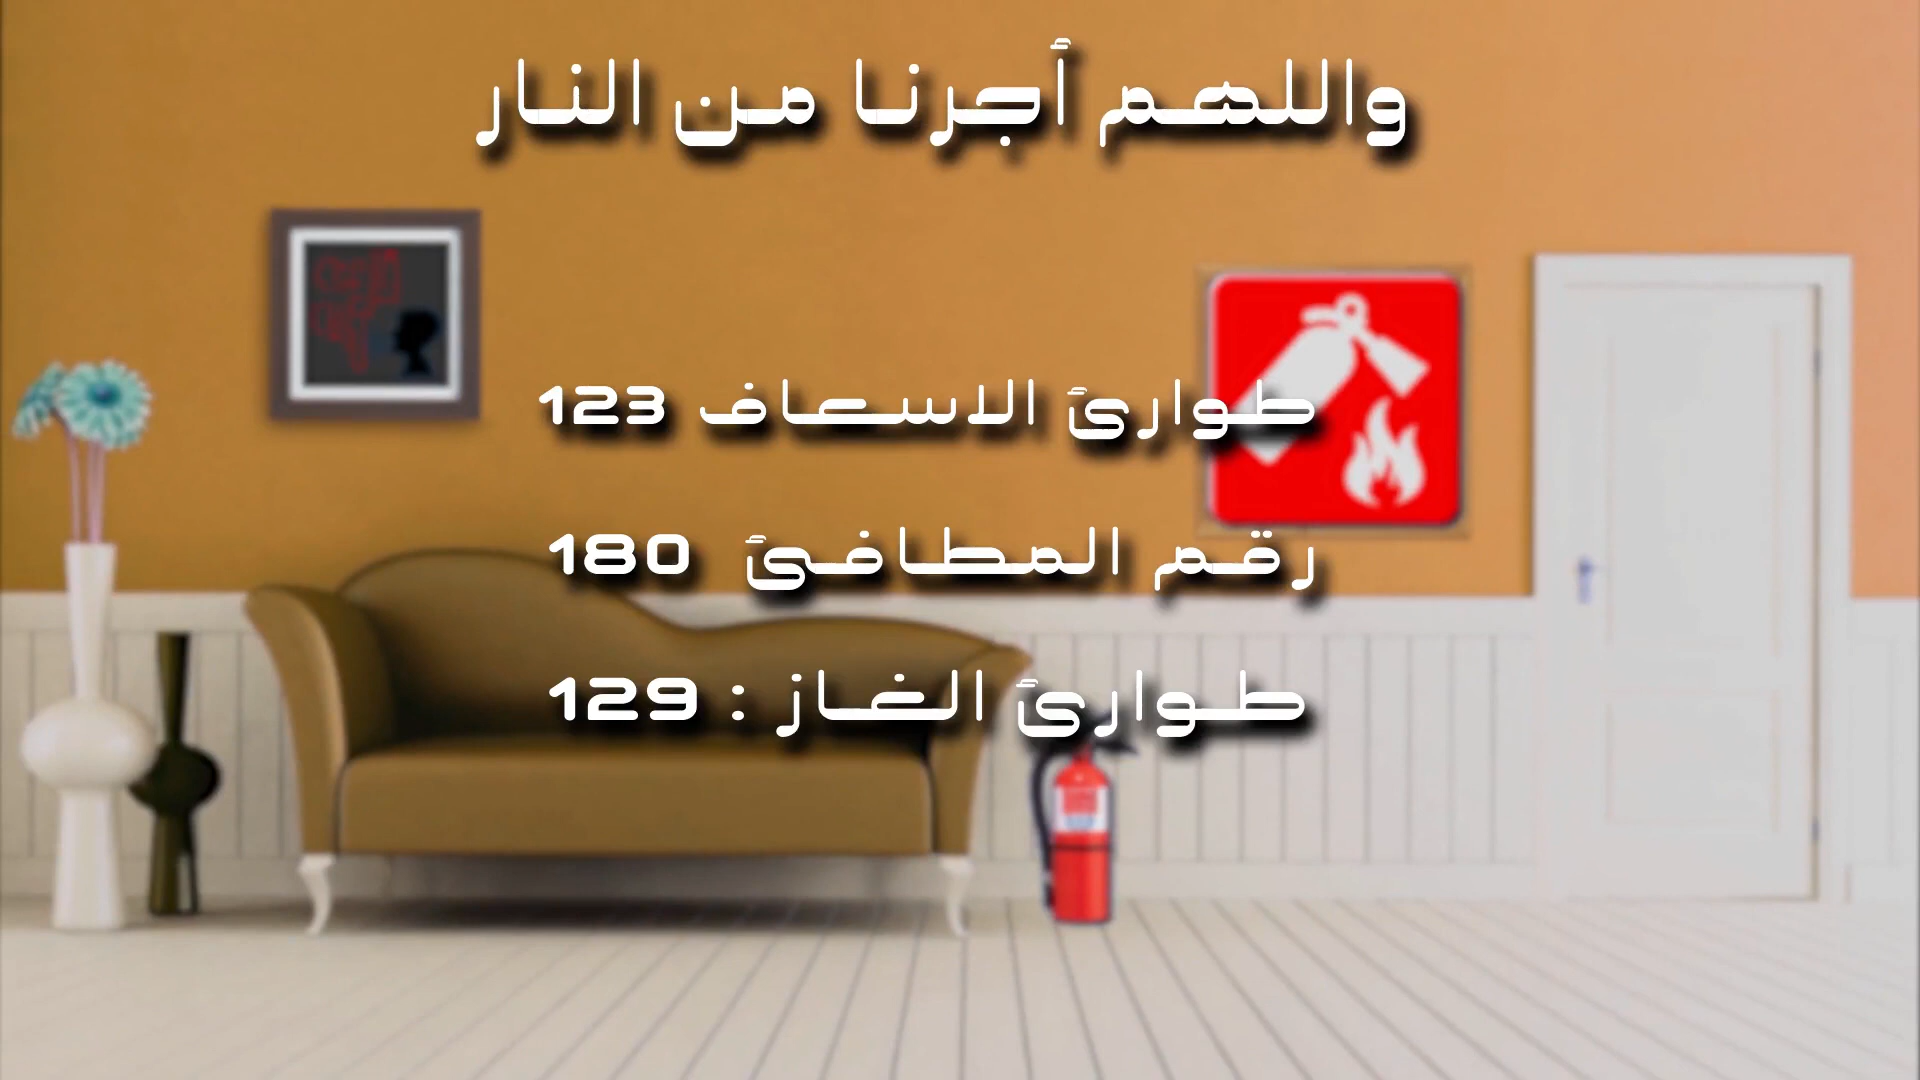 واللهم أجرنا من النار
طوارئ الاسعاف 123
رقم المطافئ 180
طوارئ الغاز : 129